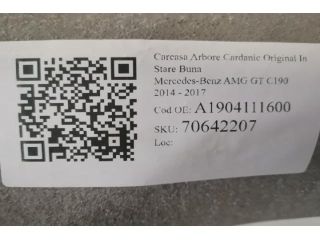 Carcasa Arbore Cardanic Original In
Stare Buna
Mercedes-Benz AMG GT C190
2014 - 2017
Cod OE: A1904111600
SKU: 70642207
Loc: